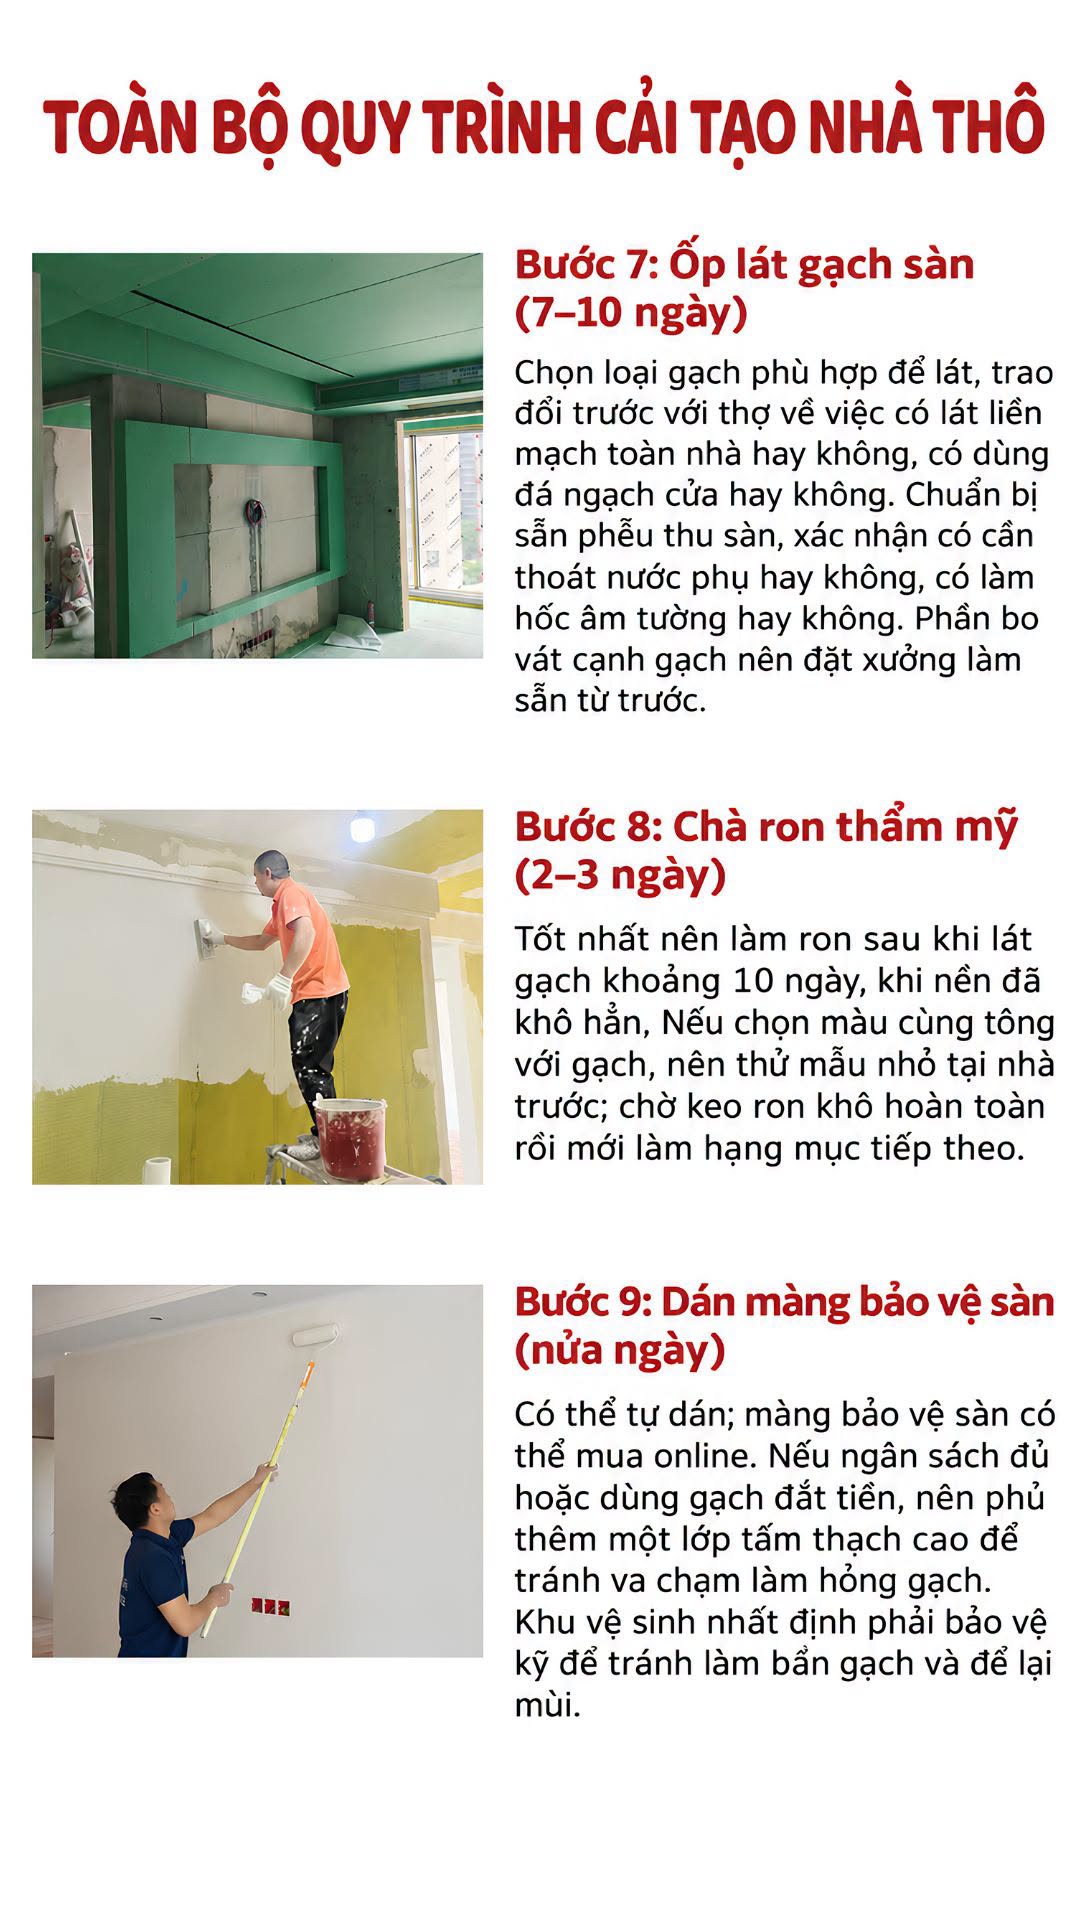 TOÀN BỘ QUY TRÌNH CẢI TẠO NHÀ THÔ
Bước 7: Ốp lát gạch sàn
(7–10 ngày)
Chọn loại gạch phù hợp để lát, trao
đổi trước với thợ về việc có lát liền
mạch toàn nhà hay không, có dùng
đá ngạch cửa hay không. Chuẩn bị
sẵn phễu thu sàn, xác nhận có cần
thoát nước phụ hay không, có làm
hốc âm tường hay không. Phần bo
vát cạnh gạch nên đặt xưởng làm
sẵn từ trước.
Bước 8: Chà ron thẩm mỹ
(2–3 ngày)
Tốt nhất nên làm ron sau khi lát
gạch khoảng 10 ngày, khi nền đã
khô hẳn, Nếu chọn màu cùng tông
với gạch, nên thử mẫu nhỏ tại nhà
trước; chờ keo ron khô hoàn toàn
rồi mới làm hạng mục tiếp theo.
Bước 9: Dán màng bảo vệ sàn
(nửa ngày)
Có thể tự dán; màng bảo vệ sàn có
thể mua online. Nếu ngân sách đủ
hoặc dùng gạch đắt tiền, nên phủ
thêm một lớp tấm thạch cao để
tránh va chạm làm hỏng gạch.
Khu vệ sinh nhất định phải bảo vệ
kỹ để tránh làm bẩn gạch và để lại
mùi.